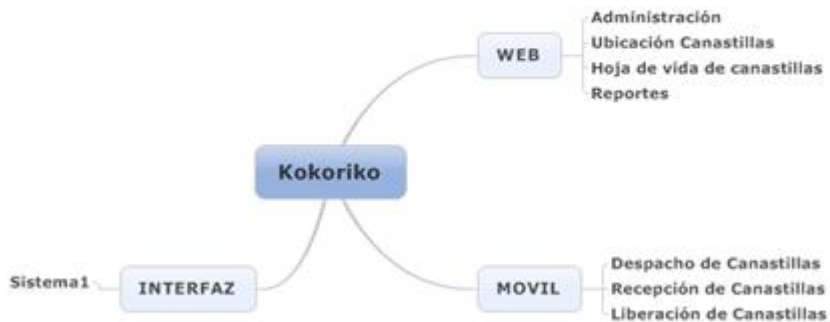 Kokoriko
WEB
Administración
Ubicación Canastillas
Hoja de vida de canastillas
Reportes
MOVIL
Despacho de Canastillas
Recepción de Canastillas
Liberación de Canastillas
INTERFAZ
Sistema1